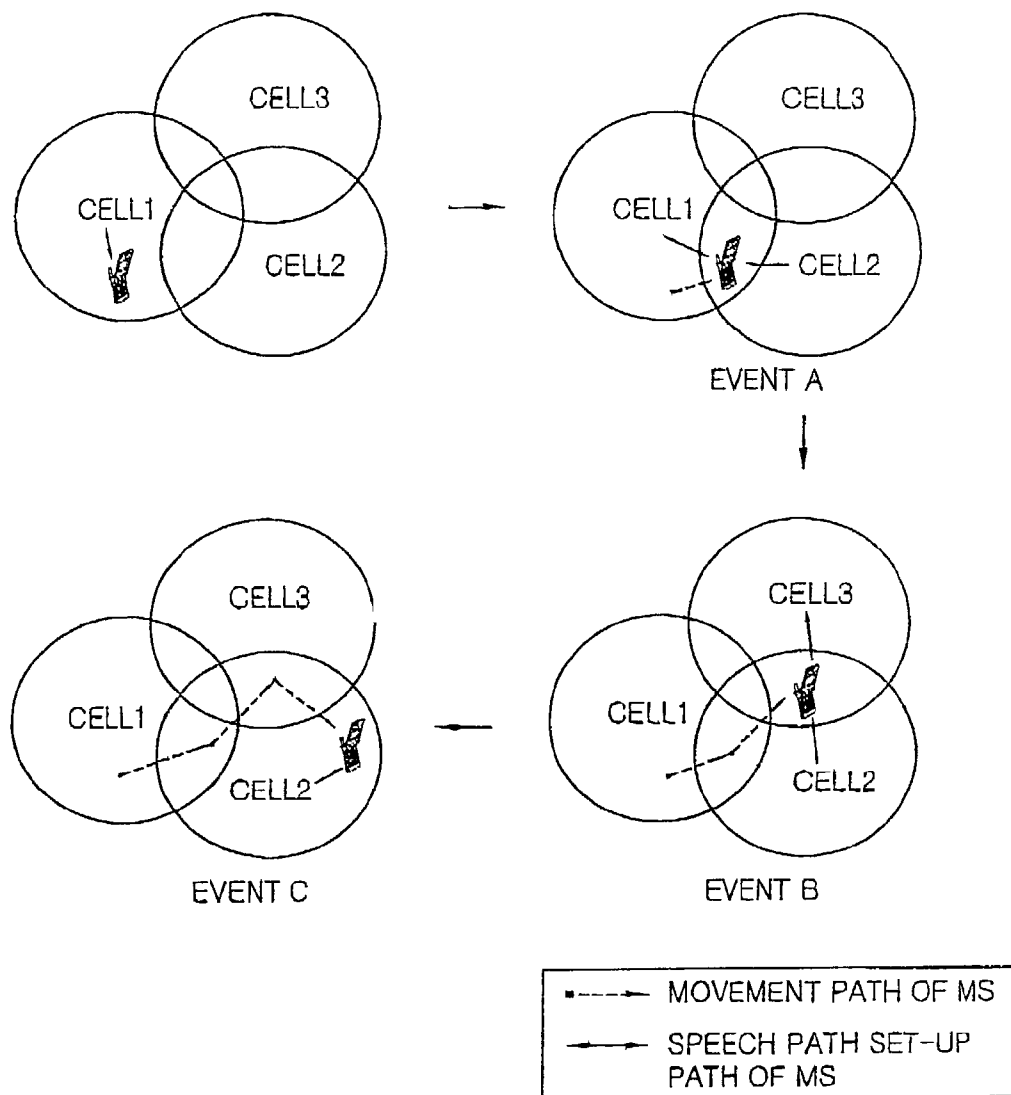 CELL3
CELL1
CELL2
CELL3
CELL1
CELL2
EVENT A
CELL3
CELL1
CELL2
EVENT C
CELL3
CELL1
CELL2
EVENT B
MOVEMENT PATH OF MS
SPEECH PATH SET-UP
PATH OF MS